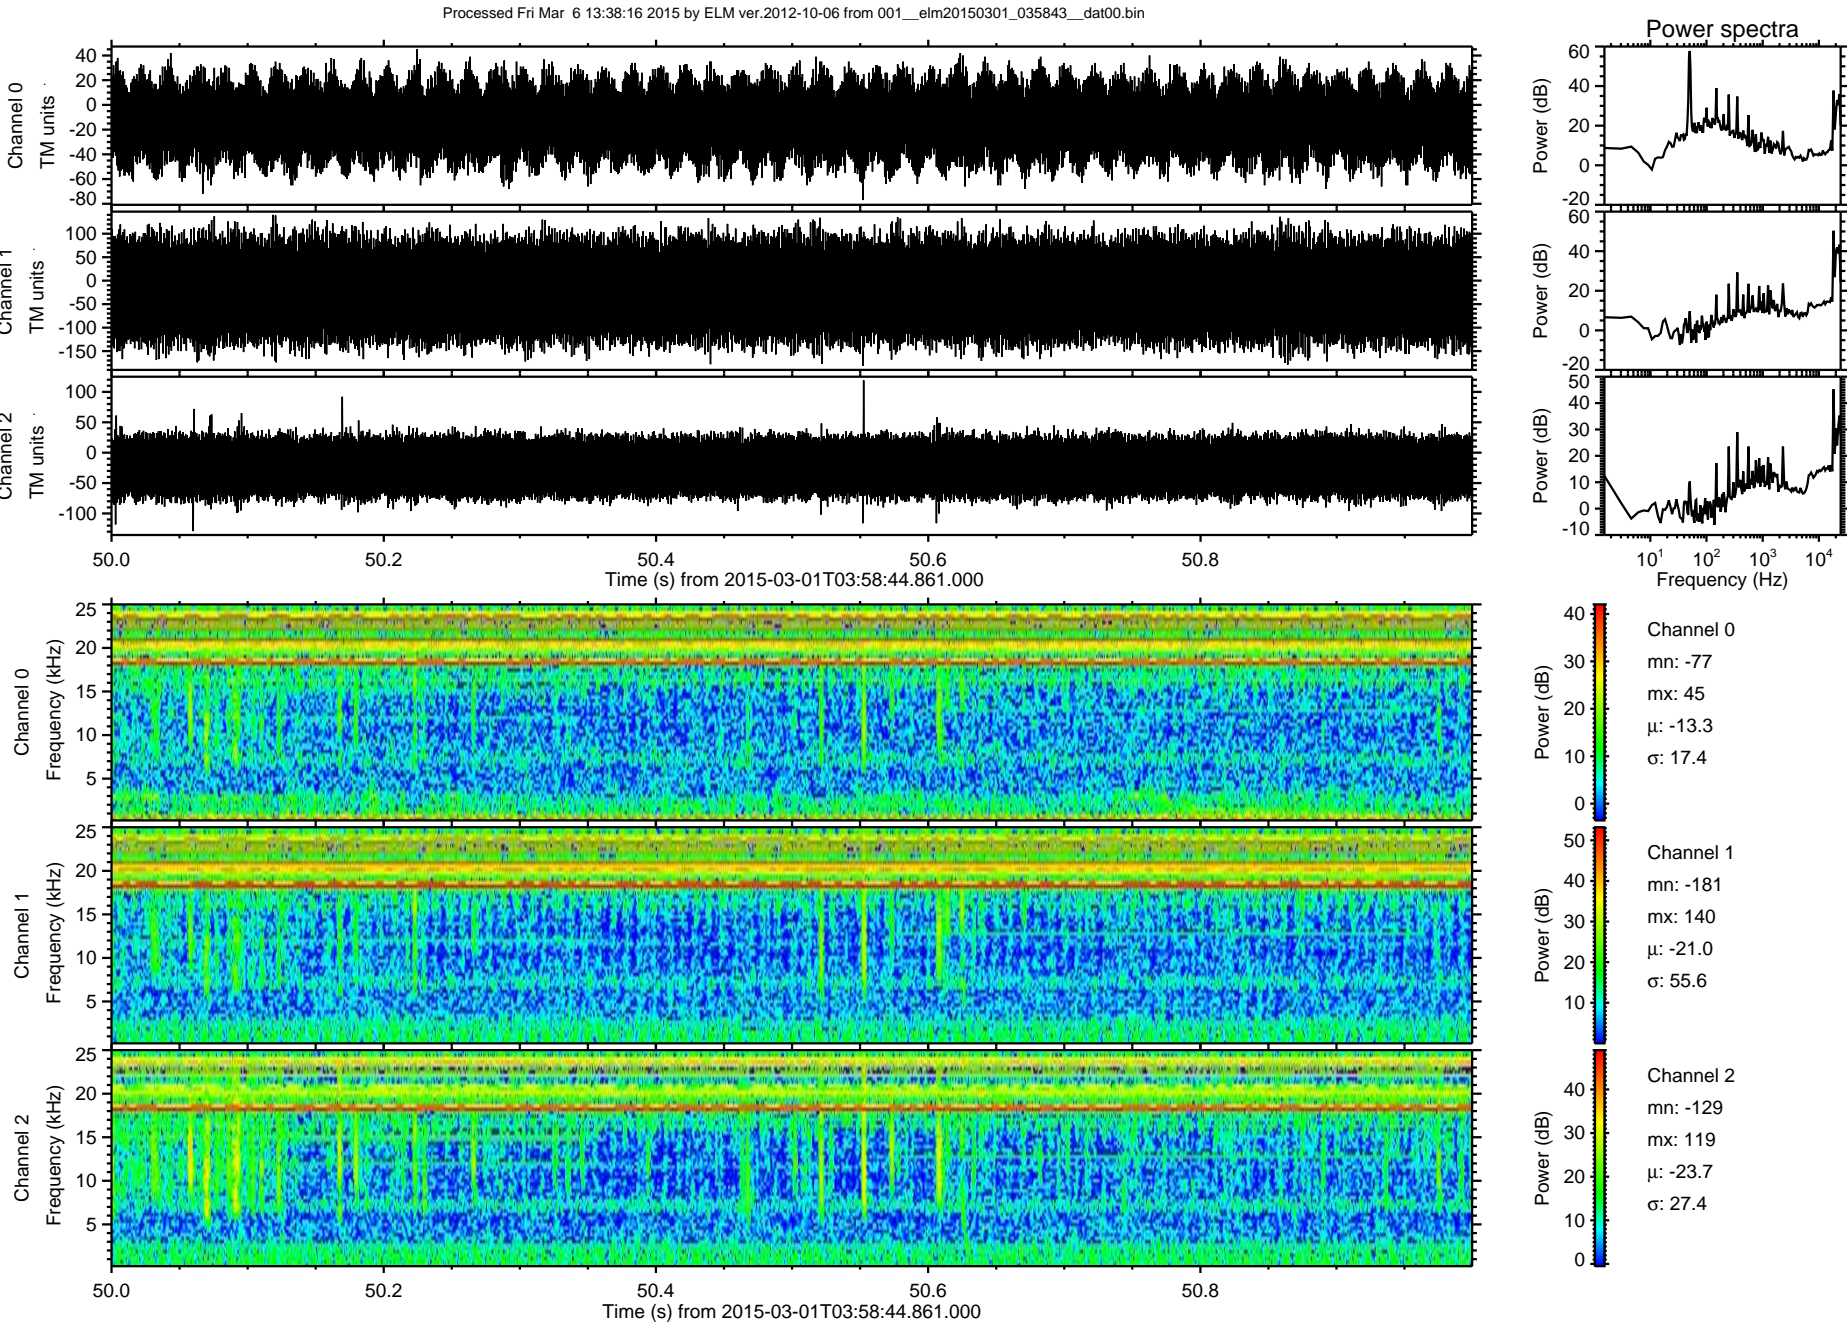 Processed Fri Mar 6 13:38:16 2015 by ELM ver.2012-10-06 from 001__elm20150301_035843__dat00.bin
Power spectra
Channel 0
TM units
40
20
0
-20
-40
-60
-80
Power (dB)
60
40
20
0
-20
Channel 1
TM units
100
50
0
-50
-100
-150
Power (dB)
60
40
20
0
-20
Channel 2
TM units
100
50
0
-50
-100
Power (dB)
50
40
30
20
10
0
-10
50.0 50.2 50.4 50.6 50.8
Time (s) from 2015-03-01T03:58:44.861.000
10^1 10^2 10^3 10^4
Frequency (Hz)
Channel 0
Frequency (kHz)
25
20
15
10
5
Power (dB)
40
30
20
10
0
Channel 0
mn: -77
mx: 45
μ: -13.3
σ: 17.4
Channel 1
Frequency (kHz)
25
20
15
10
5
Power (dB)
50
40
30
20
10
Channel 1
mn: -181
mx: 140
μ: -21.0
σ: 55.6
Channel 2
Frequency (kHz)
25
20
15
10
5
Power (dB)
40
30
20
10
0
Channel 2
mn: -129
mx: 119
μ: -23.7
σ: 27.4
50.0 50.2 50.4 50.6 50.8
Time (s) from 2015-03-01T03:58:44.861.000